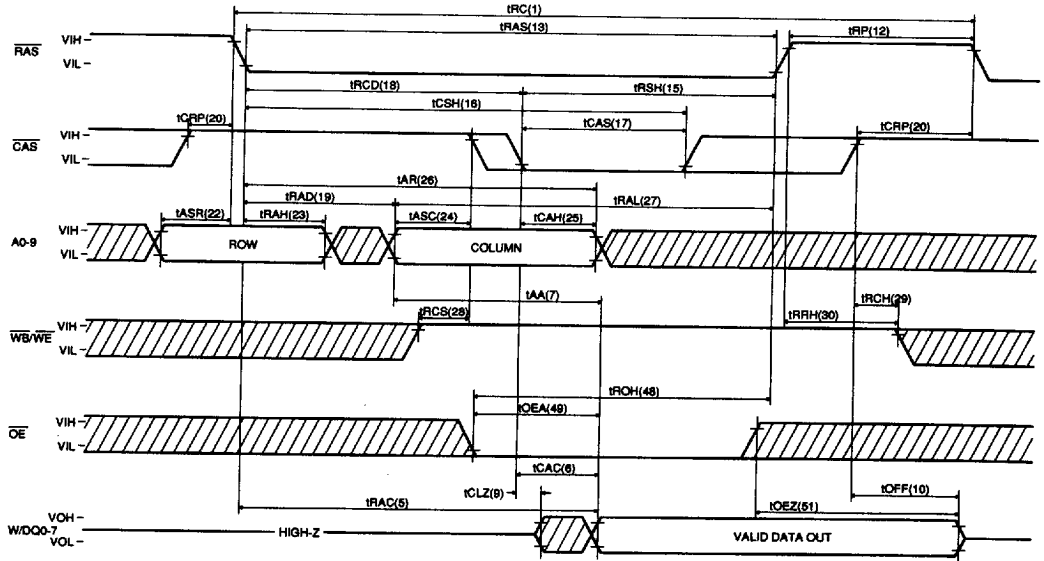 tRC(1)
tRAS(13)
tRP(12)
RAS
VIH
VIL
tRCD(18)
tRSH(15)
tCSH(16)
tCRP(20)
tCAS(17)
tCRP(20)
CAS
VIH
VIL
tAR(26)
tRAD(19)
tRAL(27)
tASR(22)
tRAH(23)
tASC(24)
tCAH(25)
A0-9
VIH
VIL
ROW
COLUMN
tAA(7)
tRCS(28)
tRCH(29)
tRRH(30)
WB/WE
VIH
VIL
tROH(48)
tOEA(49)
OE
VIH
VIL
tCAC(6)
tCLZ(9)
tOFF(10)
tRAC(5)
tOEZ(51)
W/DQ0-7
VOH
VOL
HIGH-Z
VALID DATA OUT